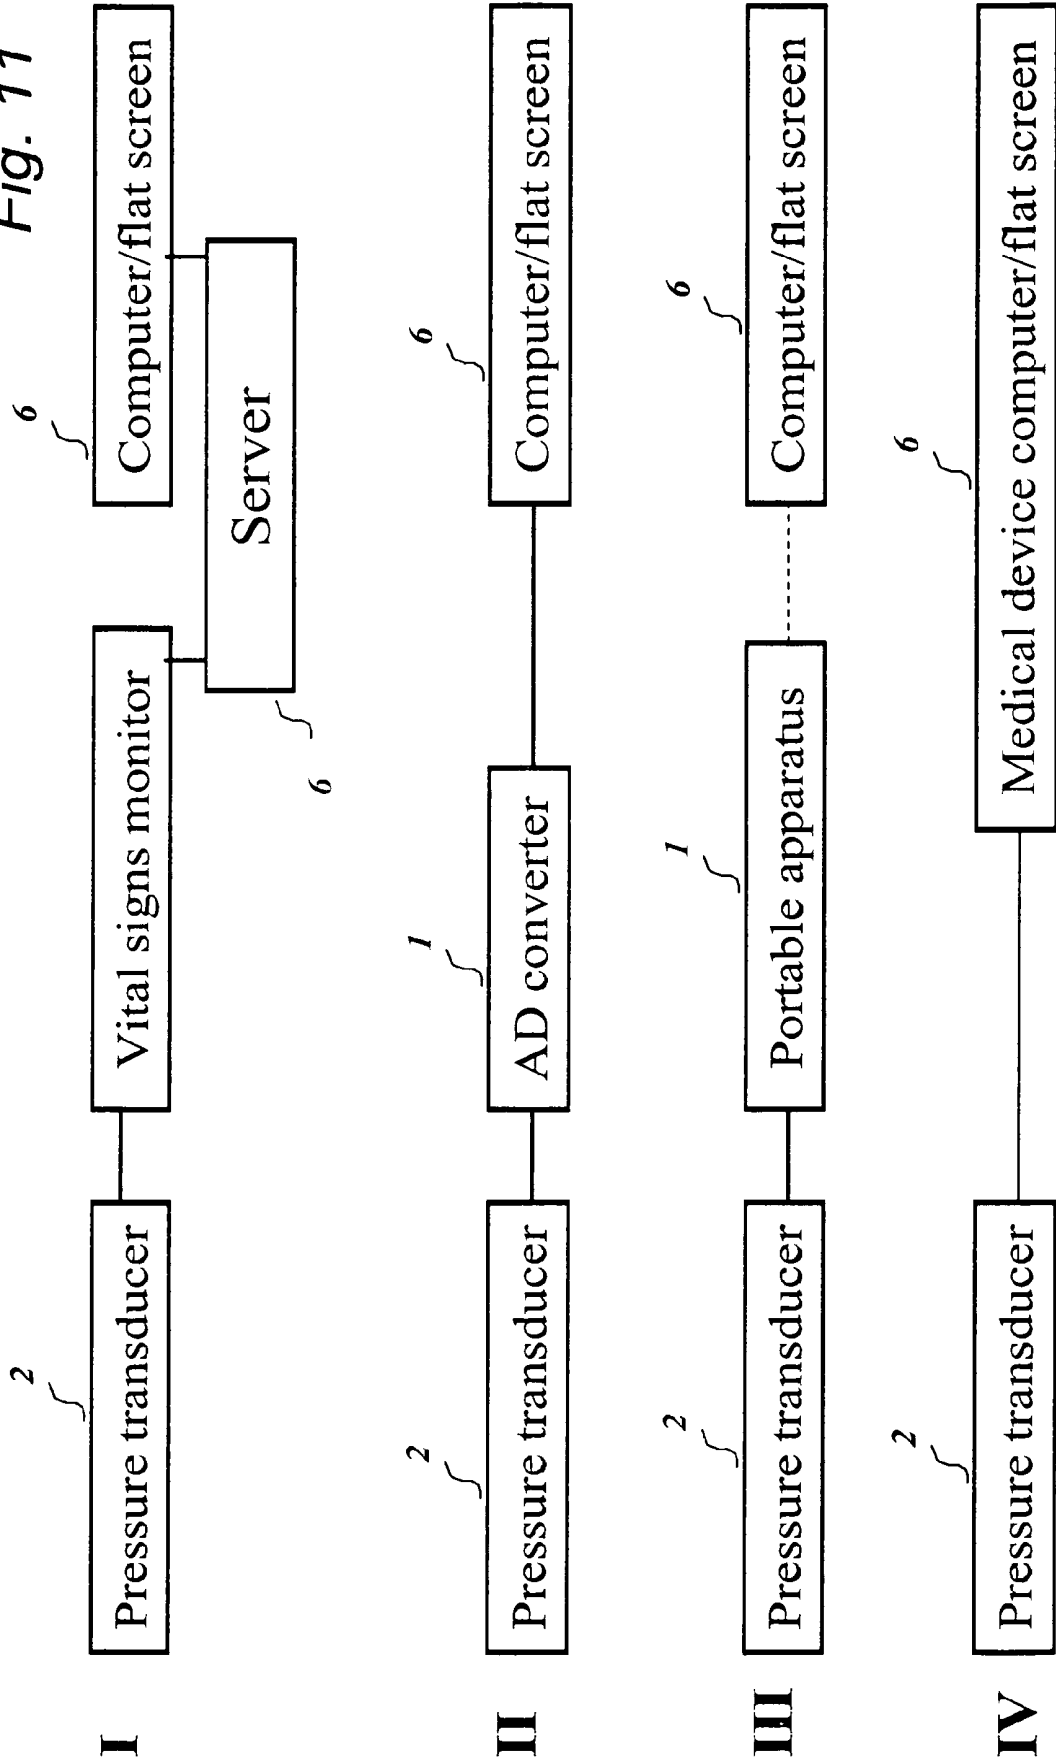 Fig. 11
I
2
Pressure transducer
Vital signs monitor
6
Computer/flat screen
Server
6
II
2
Pressure transducer
1
AD converter
6
Computer/flat screen
III
2
Pressure transducer
1
Portable apparatus
6
Computer/flat screen
IV
2
Pressure transducer
6
Medical device computer/flat screen